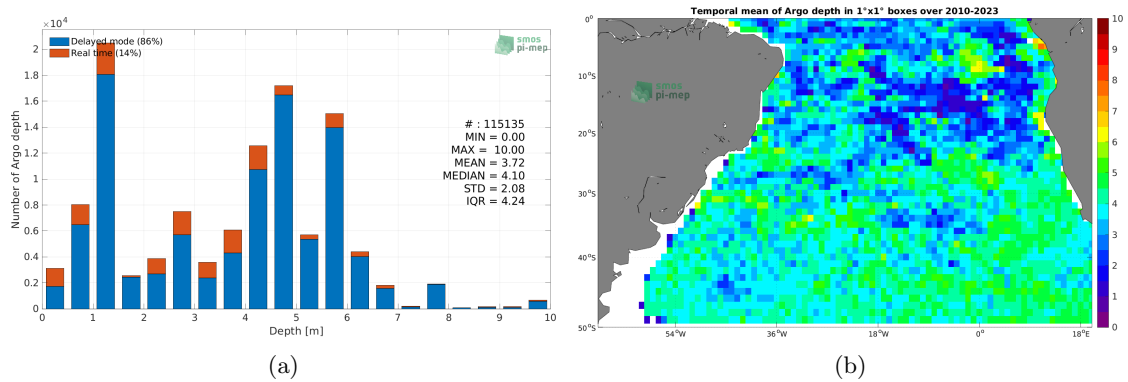 ×10⁴
Delayed mode (86%)
Real time (14%)
smos
pi-mep
2
1.8
1.6
1.4
1.2
1
0.8
0.6
0.4
0.2
0
Number of Argo depth
# : 115135
MIN = 0.00
MAX = 10.00
MEAN = 3.72
MEDIAN = 4.10
STD = 2.08
IQR = 4.24
0 1 2 3 4 5 6 7 8 9 10
Depth [m]
(a)
Temporal mean of Argo depth in 1°x1° boxes over 2010-2023
0°
10°S
20°S
30°S
40°S
50°S
smos
pi-mep
54°W 36°W 18°W 0° 18°E
10
9
8
7
6
5
4
3
2
1
0
(b)